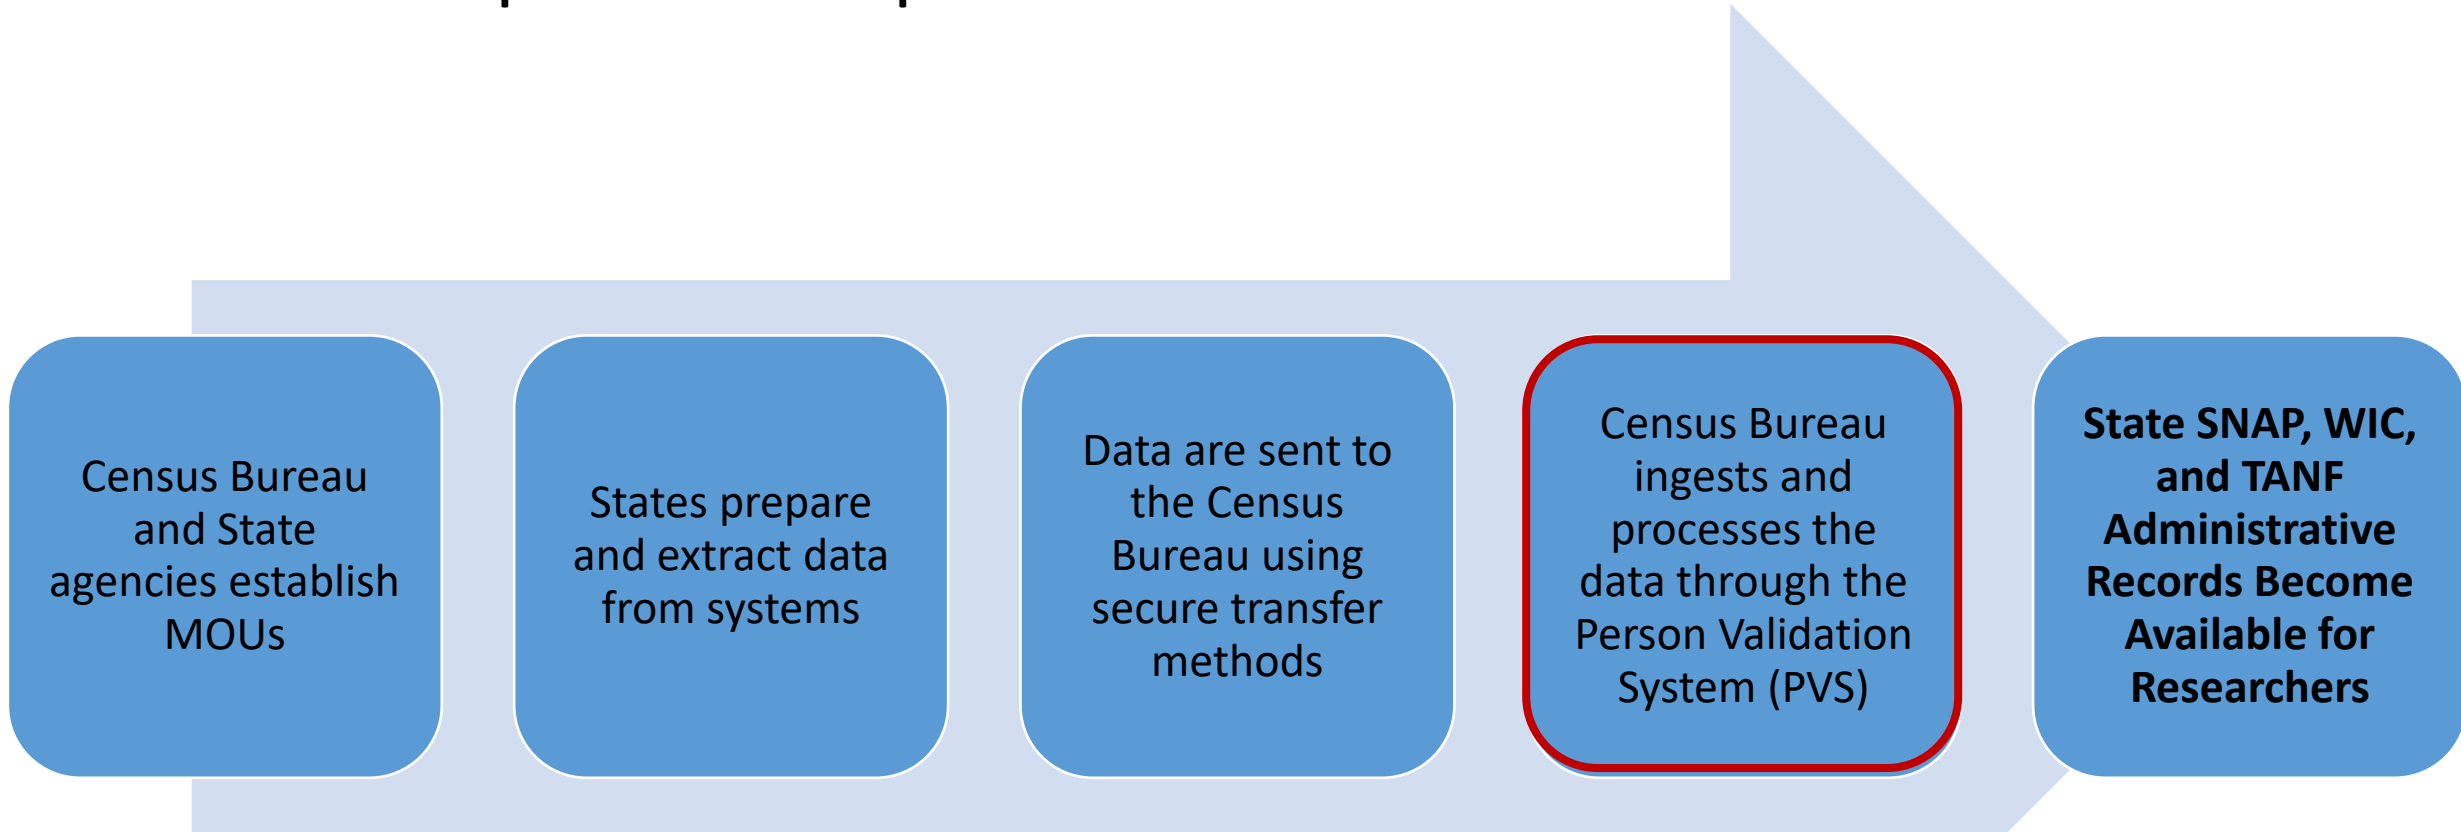 Census Bureau
and State
agencies establish
MOUs
States prepare
and extract data
from systems
Data are sent to
the Census
Bureau using
secure transfer
methods
Census Bureau
ingests and
processes the
data through the
Person Validation
System (PVS)
State SNAP, WIC,
and TANF
Administrative
Records Become
Available for
Researchers